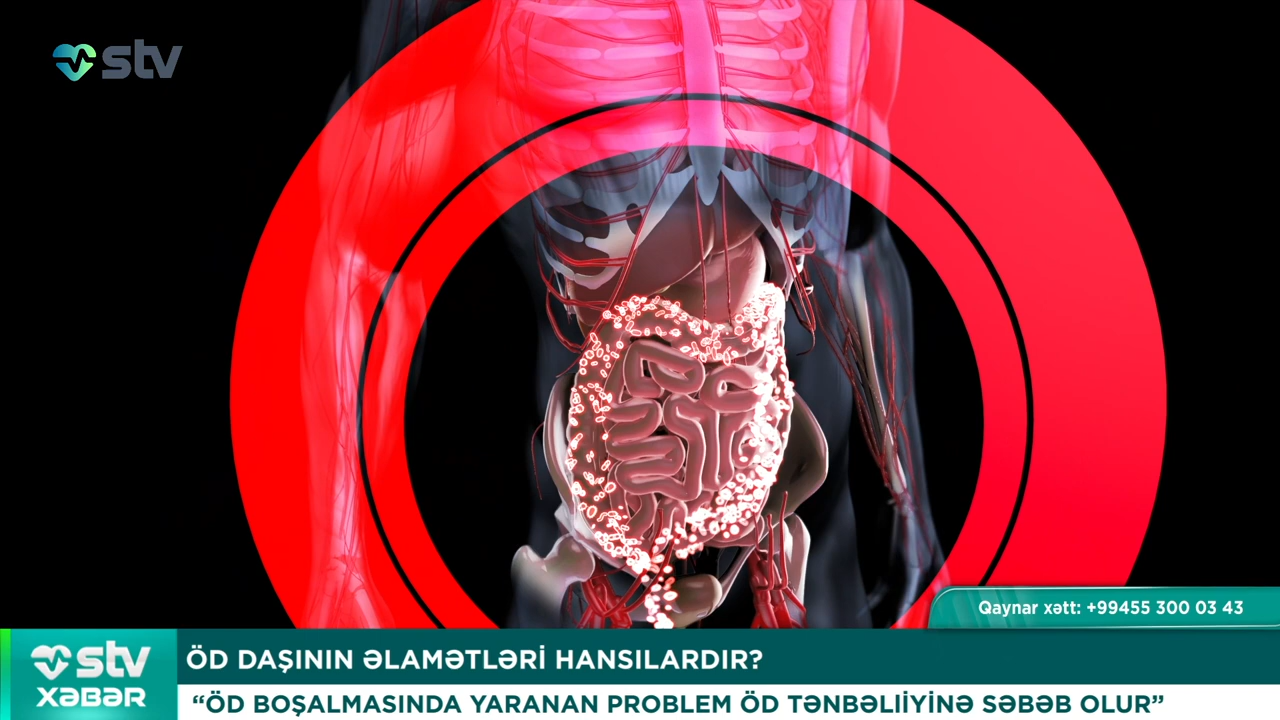 stv
Qaynar xətt: +99455 300 03 43
stv
XƏBƏR
ÖD DAŞININ ƏLAMƏTLƏRİ HANSILARDIR?
“ÖD BOŞALMASINDA YARANAN PROBLEM ÖD TƏNBƏLİİYİNƏ SƏBƏB OLUR”